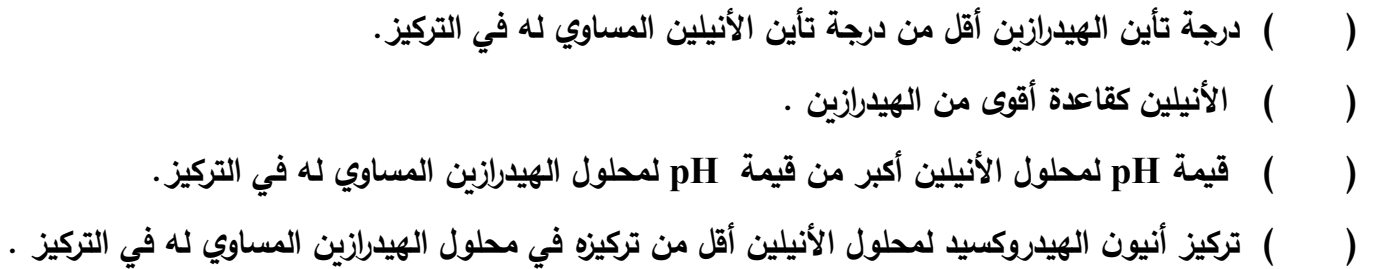 (      ) درجة تأين الهيدرازين أقل من درجة تأين الأنيلين المساوي له في التركيز.
(      ) الأنيلين كقاعدة أقوى من الهيدرازين .
(      ) قيمة pH لمحلول الأنيلين أكبر من قيمة pH لمحلول الهيدرازين المساوي له في التركيز.
(      ) تركيز أنيون الهيدروكسيد لمحلول الأنيلين أقل من تركيزه في محلول الهيدرازين المساوي له في التركيز .